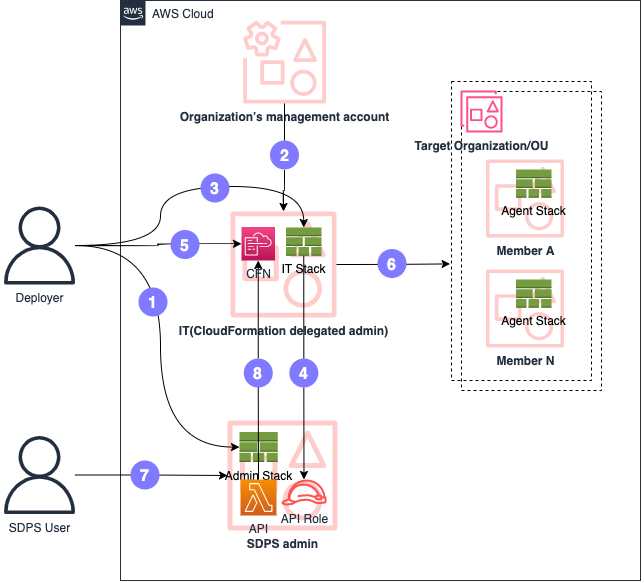 aws
AWS Cloud
Organization's management account
2
Target Organization/OU
3
Agent Stack
5
CFN
IT Stack
6
Member A
Deployer
1
IT(CloudFormation delegated admin)
Agent Stack
Member N
8
4
7
Admin Stack
SDPS User
API
API Role
SDPS admin